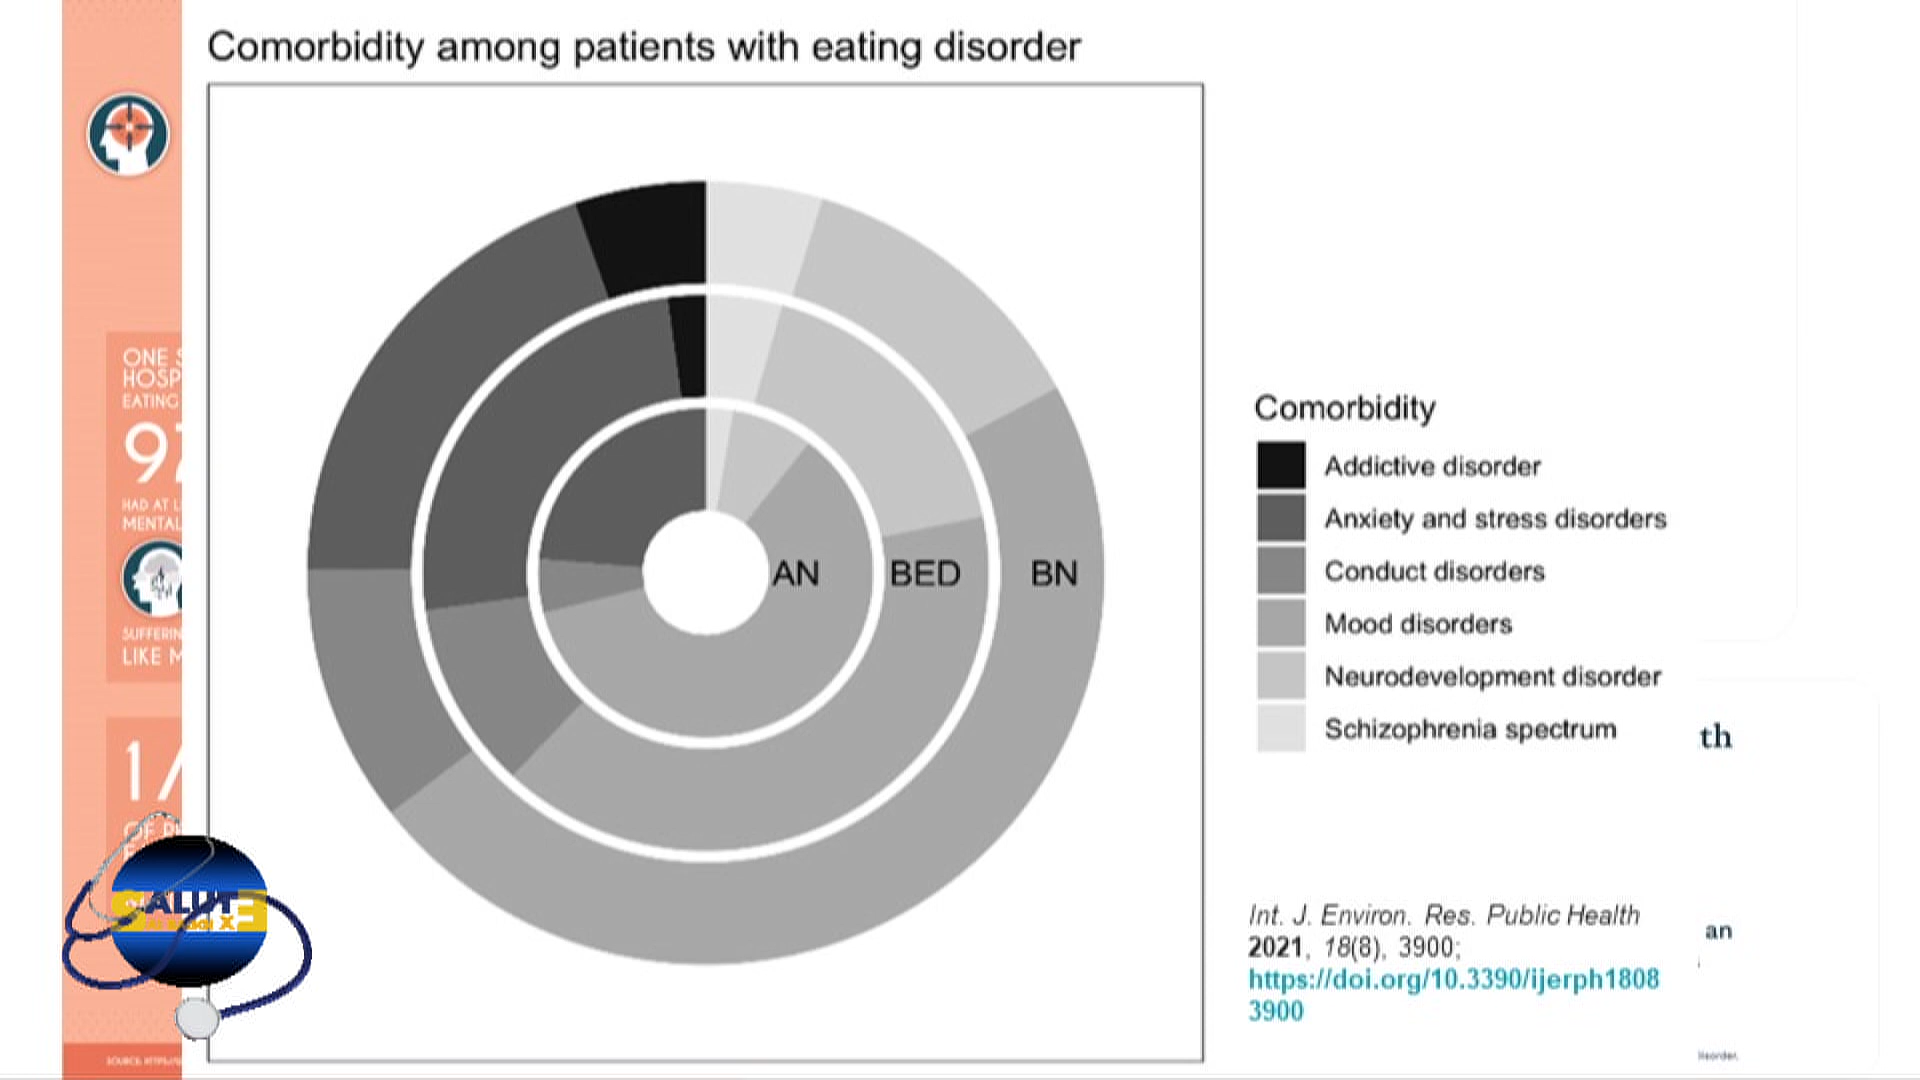 Comorbidity among patients with eating disorder
ONE
HOSP
EATING
HAD AT L
MENTAL
SUFFERIN
LIKE M
1/
AN
BED
BN
Comorbidity
Addictive disorder
Anxiety and stress disorders
Conduct disorders
Mood disorders
Neurodevelopment disorder
Schizophrenia spectrum
th
an
Int. J. Environ. Res. Public Health
2021, 18(8), 3900;
https://doi.org/10.3390/ijerph1808
3900
SALUTE